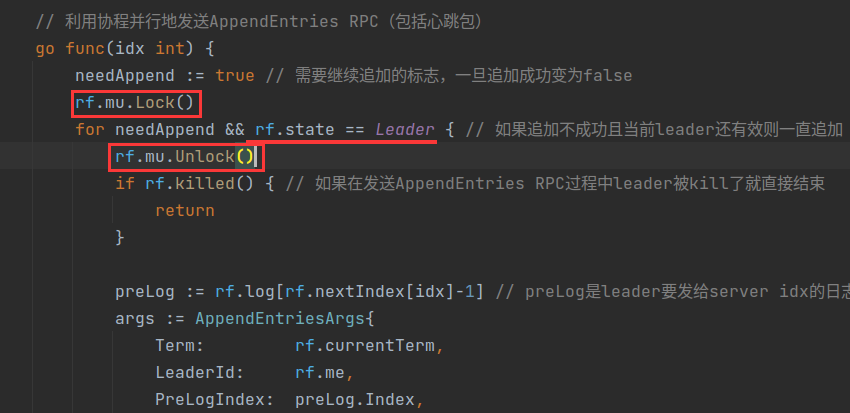 // 利用协程并行地发送AppendEntries RPC（包括心跳包）
go func(idx int) {
needAppend := true // 需要继续追加的标志，一旦追加成功变为false
rf.mu.Lock()
for needAppend && rf.state == Leader { // 如果追加不成功且当前leader还有效则一直追加
rf.mu.Unlock()
if rf.killed() { // 如果在发送AppendEntries RPC过程中leader被kill了就直接结束
return
}
preLog := rf.log[rf.nextIndex[idx]-1] // preLog是leader要发给server idx的日志
args := AppendEntriesArgs{
Term: rf.currentTerm,
LeaderId: rf.me,
PreLogIndex: preLog.Index,